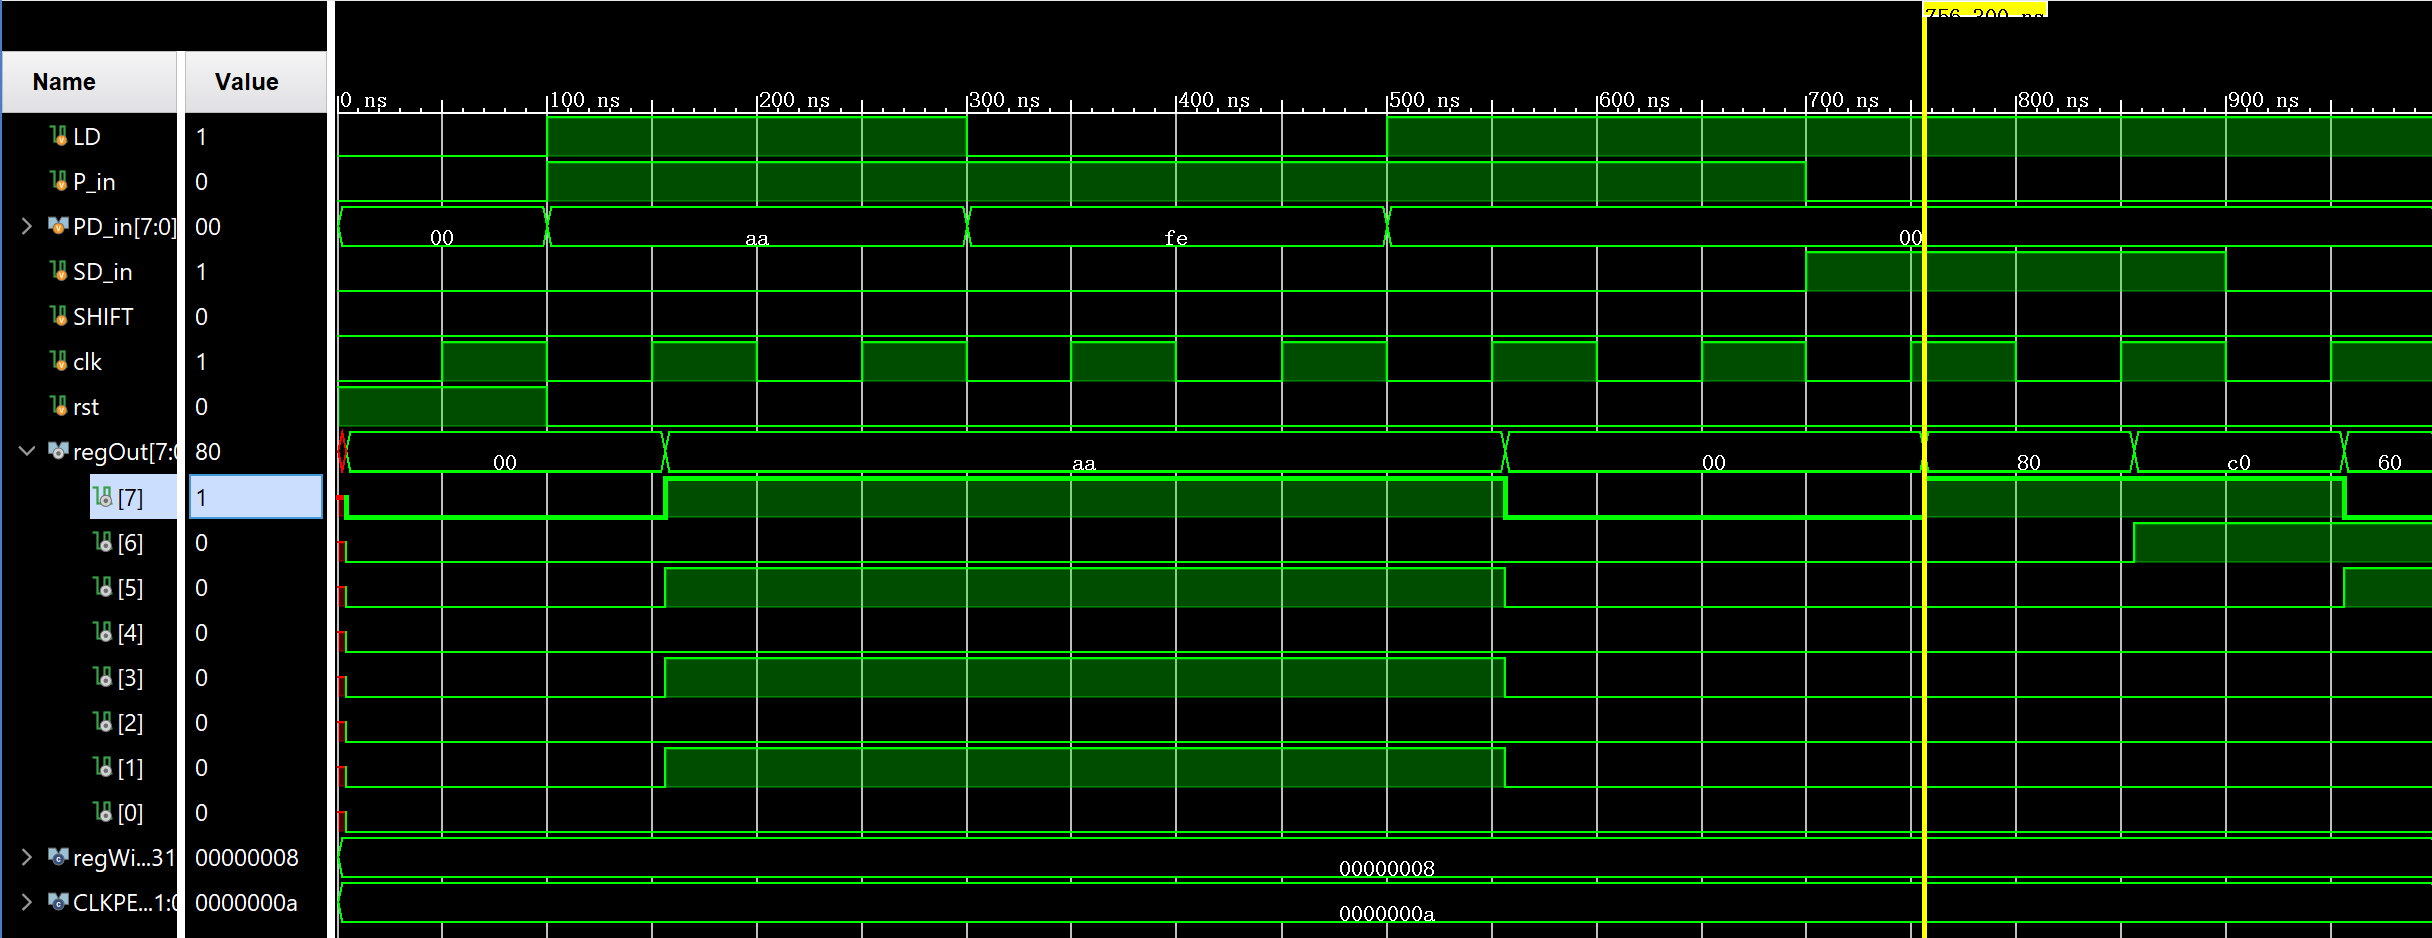 756.300 ns
Name Value
0 ns 100 ns 200 ns 300 ns 400 ns 500 ns 600 ns 700 ns 800 ns 900 ns
LD 1
P_in 0
PD_in[7:0] 00 00 aa fe 00
SD_in 1
SHIFT 0
clk 1
rst 0
regOut[7:0 80 00 aa 00 80 c0 60
[7] 1
[6] 0
[5] 0
[4] 0
[3] 0
[2] 0
[1] 0
[0] 0
regWi...31 00000008 00000008
CLKPE...1:0 0000000a 0000000a